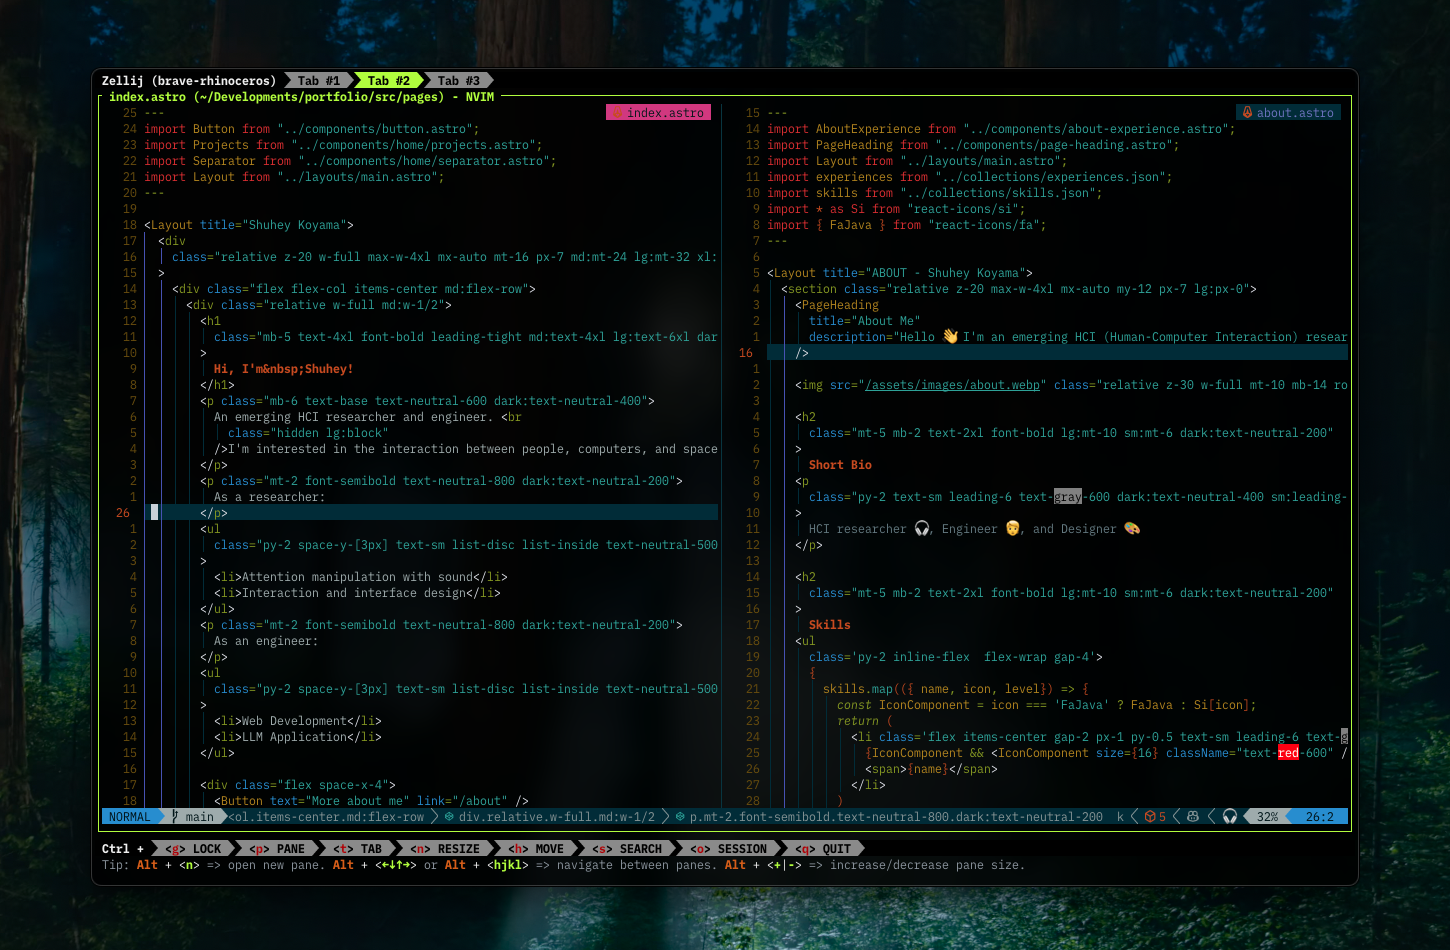 Zellij (brave-rhinoceros) Tab #1 Tab #2 Tab #3
index.astro (~/Developments/portfolio/src/pages) - NVIM
25 --- index.astro
24 import Button from "../components/button.astro";
23 import Projects from "../components/home/projects.astro";
22 import Separator from "../components/home/separator.astro";
21 import Layout from "../layouts/main.astro";
20 ---
19
18 <Layout title="Shuhey Koyama">
17 <div
16 class="relative z-20 w-full max-w-4xl mx-auto mt-16 px-7 md:mt-24 lg:mt-32 xl:
15 >
14 <div class="flex flex-col items-center md:flex-row">
13 <div class="relative w-full md:w-1/2">
12 <h1
11 class="mb-5 text-4xl font-bold leading-tight md:text-4xl lg:text-6xl dar
10 >
9 Hi, I'm&nbsp;Shuhey!
8 </h1>
7 <p class="mb-6 text-base text-neutral-600 dark:text-neutral-400">
6 An emerging HCI researcher and engineer. <br
5 class="hidden lg:block"
4 />I'm interested in the interaction between people, computers, and space
3 </p>
2 <p class="mt-2 font-semibold text-neutral-800 dark:text-neutral-200">
1 As a researcher:
26 </p>
1 <ul
2 class="py-2 space-y-[3px] text-sm list-disc list-inside text-neutral-500
3 >
4 <li>Attention manipulation with sound</li>
5 <li>Interaction and interface design</li>
6 </ul>
7 <p class="mt-2 font-semibold text-neutral-800 dark:text-neutral-200">
8 As an engineer:
9 </p>
10 <ul
11 class="py-2 space-y-[3px] text-sm list-disc list-inside text-neutral-500
12 >
13 <li>Web Development</li>
14 <li>LLM Application</li>
15 </ul>
16
17 <div class="flex space-x-4">
18 <Button text="More about me" link="/about" />
15 --- about.astro
14 import AboutExperience from "../components/about-experience.astro";
13 import PageHeading from "../components/page-heading.astro";
12 import Layout from "../layouts/main.astro";
11 import experiences from "../collections/experiences.json";
10 import skills from "../collections/skills.json";
9 import * as Si from "react-icons/si";
8 import { FaJava } from "react-icons/fa";
7 ---
6
5 <Layout title="ABOUT - Shuhey Koyama">
4 <section class="relative z-20 max-w-4xl mx-auto my-12 px-7 lg:px-0">
3 <PageHeading
2 title="About Me"
1 description="Hello 👋 I'm an emerging HCI (Human-Computer Interaction) resear
16 />
1
2 <img src="/assets/images/about.webp" class="relative z-30 w-full mt-10 mb-14 ro
3
4 <h2
5 class="mt-5 mb-2 text-2xl font-bold lg:mt-10 sm:mt-6 dark:text-neutral-200"
6 >
7 Short Bio
8 <p
9 class="py-2 text-sm leading-6 text-gray-600 dark:text-neutral-400 sm:leading-
10 >
11 HCI researcher 🎧, Engineer 🧑, and Designer 🎨
12 </p>
13
14 <h2
15 class="mt-5 mb-2 text-2xl font-bold lg:mt-10 sm:mt-6 dark:text-neutral-200"
16 >
17 Skills
18 <ul
19 class='py-2 inline-flex  flex-wrap gap-4'>
20 {
21 skills.map(({ name, icon, level}) => {
22 const IconComponent = icon === 'FaJava' ? FaJava : Si[icon];
23 return (
24 <li class='flex items-center gap-2 px-1 py-0.5 text-sm leading-6 text-g
25 {IconComponent && <IconComponent size={16} className="text-red-600" /
26 <span>{name}</span>
27 </li>
28 )
NORMAL main <ol.items-center.md:flex-row > div.relative.w-full.md:w-1/2 > p.mt-2.font-semibold.text-neutral-800.dark:text-neutral-200 k < 5 < < 🎧 32% 26:2
Ctrl + <g> LOCK <p> PANE <t> TAB <n> RESIZE <h> MOVE <s> SEARCH <o> SESSION <q> QUIT
Tip: Alt + <n> => open new pane. Alt + <←↓↑→> or Alt + <hjkl> => navigate between panes. Alt + <+|-> => increase/decrease pane size.